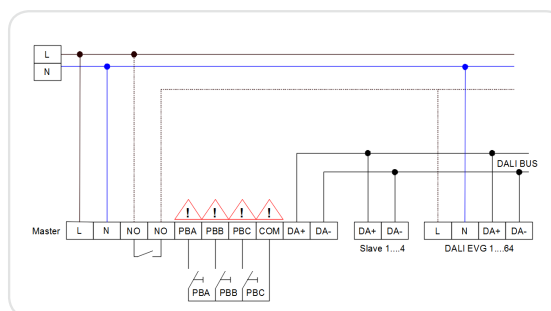 L
N
DALI BUS
Master L N NO NO PBA PBB PBC COM DA+ DA-
DA+ DA-
L N DA+ DA-
Slave 1....4
DALI EVG 1....64
! ! ! !
PBA PBB PBC